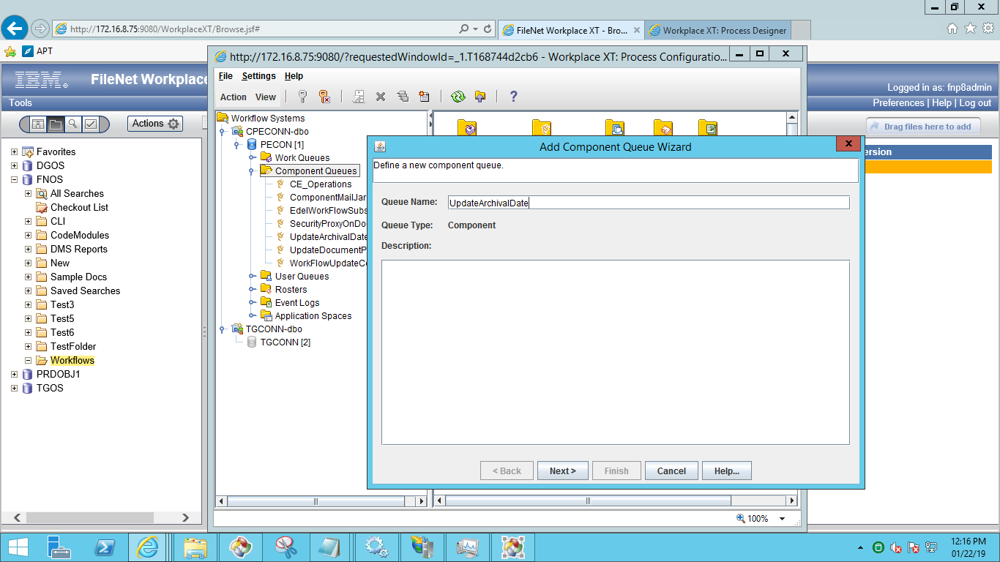 http://172.16.8.75:9080/WorkplaceXT/Browse.jsf#
FileNet Workplace XT - Bro...
Workplace XT: Process Designer
APT
http://172.16.8.75:9080/?requestedWindowId=_1.T168744d2cb6 - Workplace XT: Process Configuratio...
IBM.
FileNet Workplace
Logged in as: fnp8admin
Tools
Preferences | Help | Log out
Actions
Drag files here to add
ersion
File Settings Help
Action View
?
Favorites
DGOS
FNOS
All Searches
Checkout List
CLI
CodeModules
DMS Reports
New
Sample Docs
Saved Searches
Test3
Test5
Test6
TestFolder
Workflows
PRDOBJ1
TGOS
Workflow Systems
CPECONN-dbo
PECON [1]
Work Queues
Component Queues
CE_Operations
ComponentMailJar
EdelWorkFlowSubs
SecurityProxyOnDo
UpdateArchivalDate
UpdateDocumentP
WorkFlowUpdateC
User Queues
Rosters
Event Logs
Application Spaces
TGCONN-dbo
TGCONN [2]
Add Component Queue Wizard
Define a new component queue.
Queue Name: UpdateArchivalDate
Queue Type: Component
Description:
< Back Next > Finish Cancel Help...
100%
12:16 PM
01/22/19